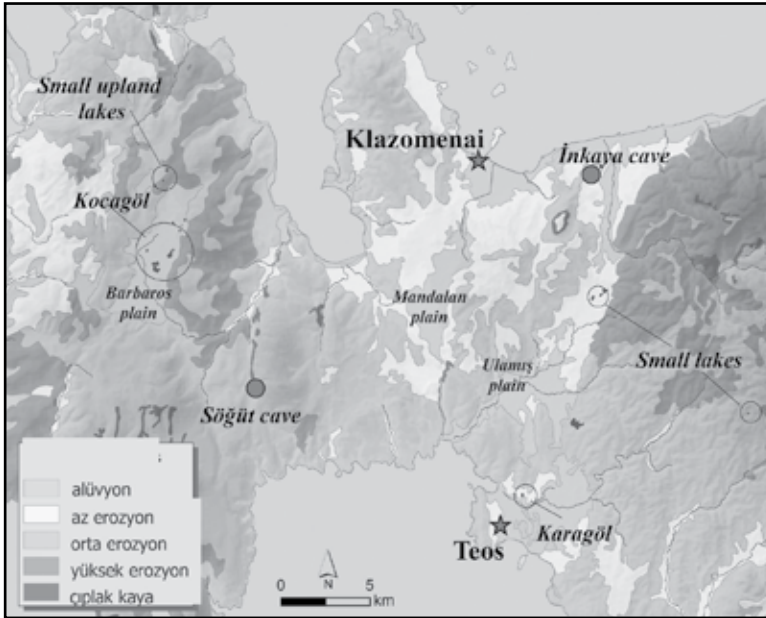 Small upland
lakes
Klazomenai
İnkaya cave
Kocagöl
Barbaros
plain
Mandalan
plain
Ulamış
plain
Small lakes
Söğüt cave
Karagöl
Teos
alüvyon
az erozyon
orta erozyon
yüksek erozyon
çıplak kaya
N
0 5
km